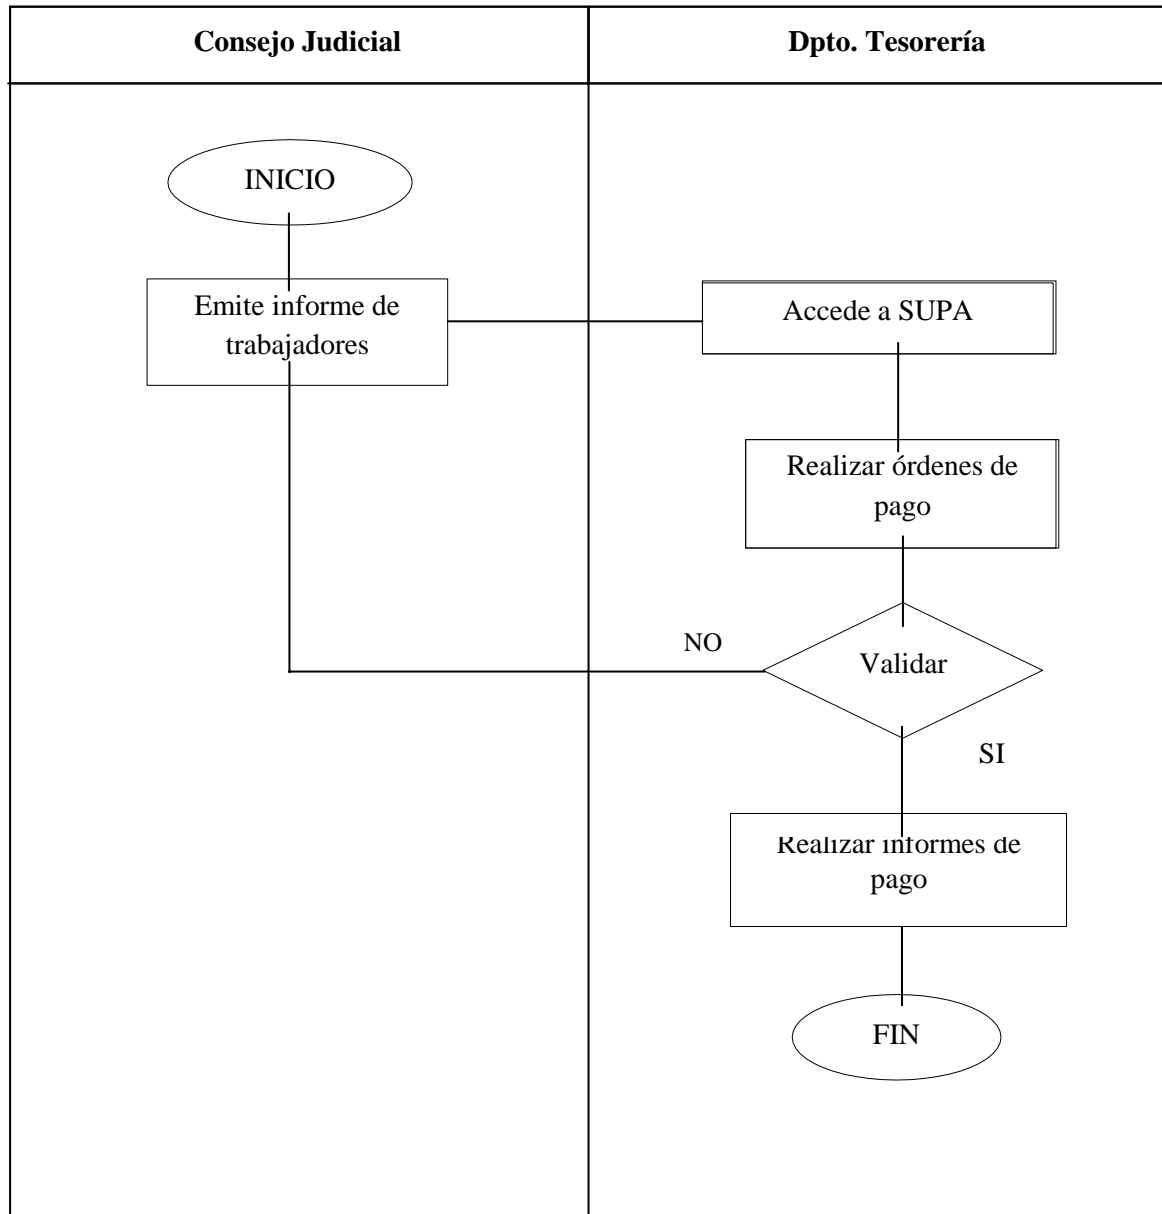 Consejo Judicial
Dpto. Tesorería
INICIO
Emite informe de
trabajadores
Accede a SUPA
Realizar órdenes de
pago
NO
Validar
SI
Realizar informes de
pago
FIN